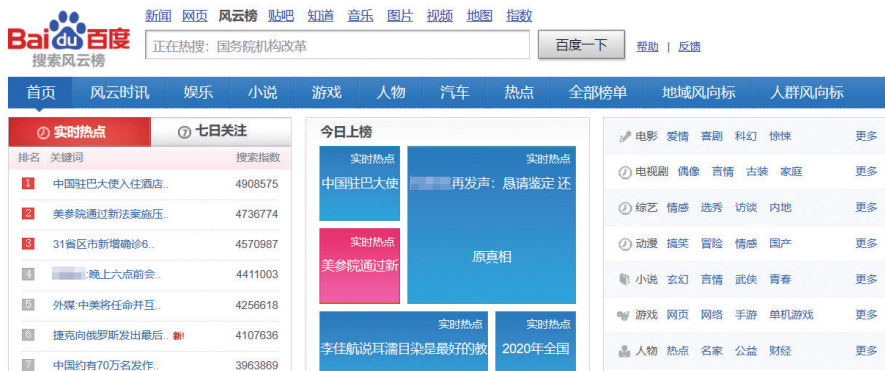 新闻 网页 风云榜 贴吧 知道 音乐 图片 视频 地图 指数
Bai du 百度
搜索风云榜
正在热搜：国务院机构改革 百度一下 帮助 | 反馈
首页 风云时讯 娱乐 小说 游戏 人物 汽车 热点 全部榜单 地域风向标 人群风向标
实时热点 七日关注
排名 关键词 搜索指数
1 中国驻巴大使入住酒店.. 4908575
2 美参院通过新法案施压.. 4736774
3 31省区市新增确诊6.. 4570987
4 :晚上六点前会.. 4411003
5 外媒:中美将任命并互.. 4256618
6 捷克向俄罗斯发出最后.. 新! 4107636
7 中国约有70万名发作.. 3963869
今日上榜
实时热点
中国驻巴大使
实时热点
再发声：恳请鉴定 还
原真相
实时热点
美参院通过新
实时热点
李佳航说耳濡目染是最好的教
实时热点
2020年全国
电影 爱情 喜剧 科幻 惊悚 更多
电视剧 偶像 言情 古装 家庭 更多
综艺 情感 选秀 访谈 内地 更多
动漫 搞笑 冒险 情感 国产 更多
小说 玄幻 言情 武侠 青春 更多
游戏 网页 网络 手游 单机游戏 更多
人物 热点 名家 公益 财经 更多